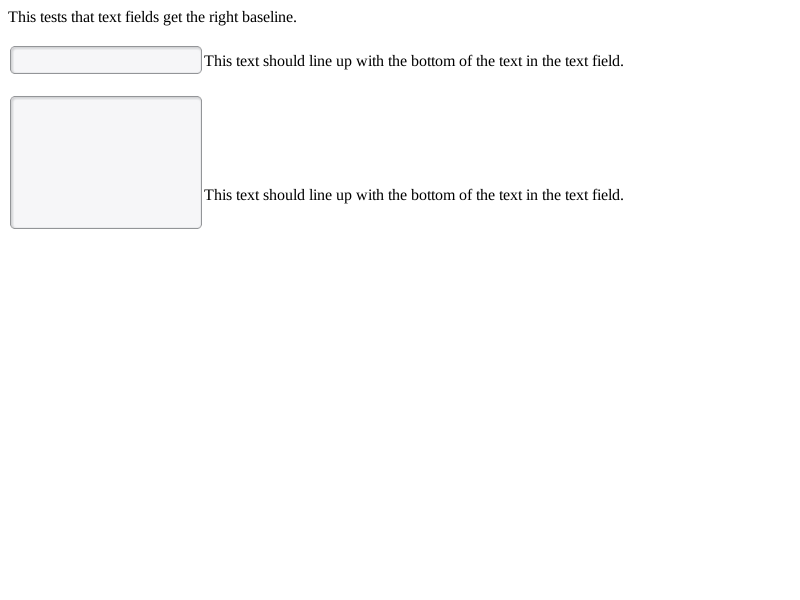 This tests that text fields get the right baseline.
This text should line up with the bottom of the text in the text field.
This text should line up with the bottom of the text in the text field.